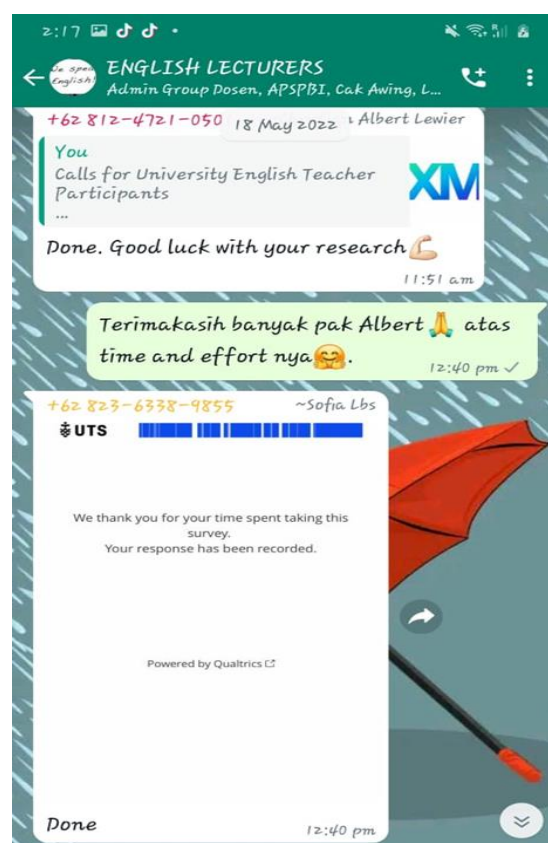 2:17
We speak English!
ENGLISH LECTURERS
Admin Group Dosen, APSPBI, Cak Awing, L...
18 May 2022
+62 812-4721-050 Albert Lewier
You
Calls for University English Teacher
Participants
...
XM
Done. Good luck with your research💪🏻
11:51 am
Terimakasih banyak pak Albert🙏 atas
time and effort nya🤗.
12:40 pm
+62 823-6338-9855 ~Sofia Lbs
UTS
We thank you for your time spent taking this
survey.
Your response has been recorded.
Powered by Qualtrics
Done
12:40 pm